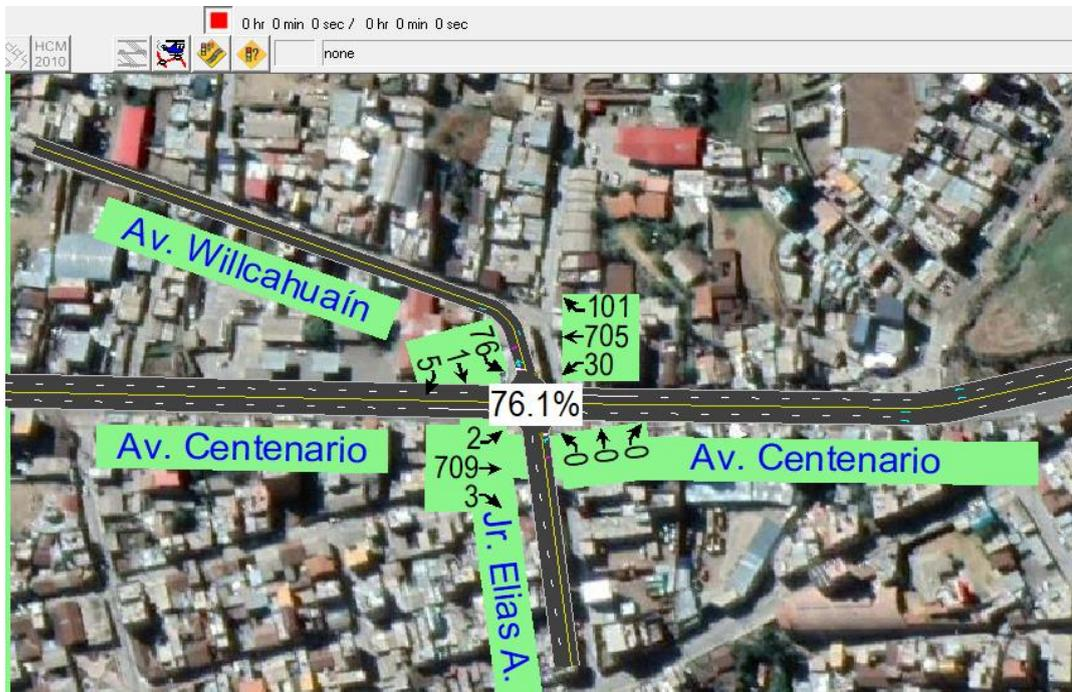 0 hr 0 min 0 sec / 0 hr 0 min 0 sec
HCM
2010
none
Av. Willcahuaín
101
705
30
76
1
5
76.1%
Av. Centenario
2
709
3
0
0
0
Av. Centenario
Jr. Elias A.